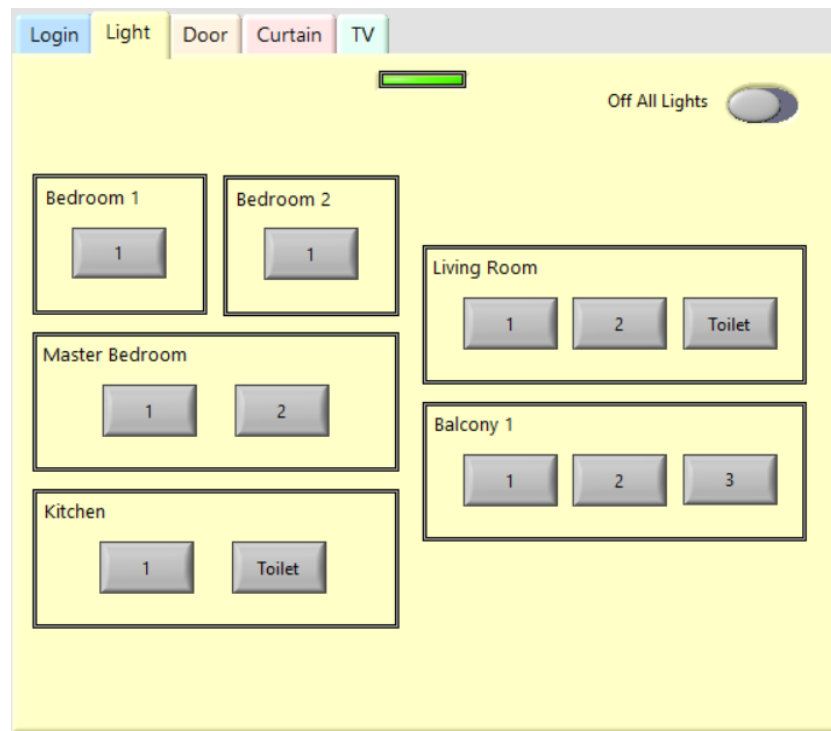 Login Light Door Curtain TV
Off All Lights
Bedroom 1
1
Bedroom 2
1
Master Bedroom
1 2
Kitchen
1 Toilet
Living Room
1 2 Toilet
Balcony 1
1 2 3